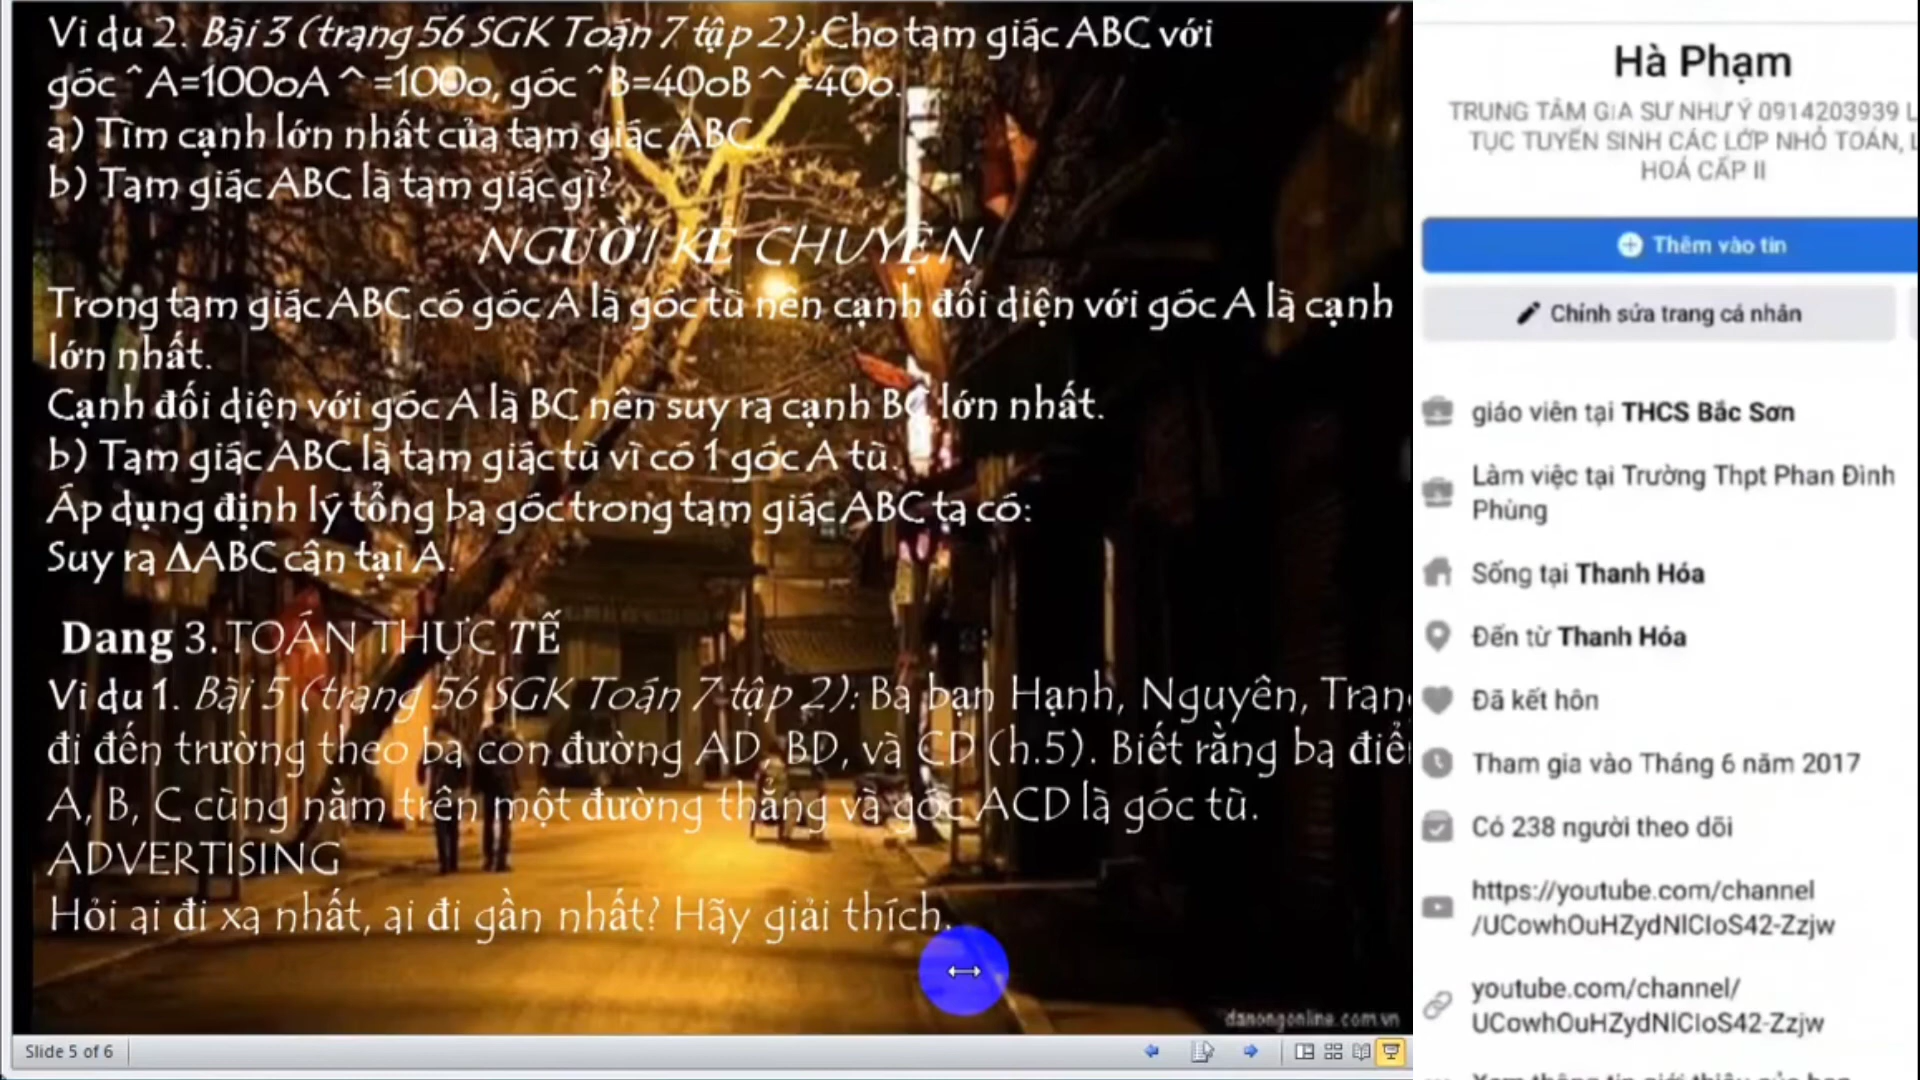 Vi du 2. Bài 3 (trang 56 SGK Toán 7 tập 2): Cho tam giác ABC với
góc ^A=100oA^=100o, góc ^B=40oB^=40o.
a) Tìm cạnh lớn nhất của tam giác ABC.
b) Tam giác ABC là tam giác gì?
NGƯỜI KỂ CHUYỆN
Trong tam giác ABC có góc A là góc tù nên cạnh đối diện với góc A là cạnh
lớn nhất.
Cạnh đối diện với góc A là BC nên suy ra cạnh BC lớn nhất.
b) Tam giác ABC là tam giác tù vì có 1 góc A tù.
Áp dụng định lý tổng ba góc trong tam giác ABC ta có:
Suy ra ΔABC cân tại A.
Dang 3. TOÁN THỰC TẾ
Vi du 1. Bài 5 (trang 56 SGK Toán 7 tập 2): Ba bạn Hạnh, Nguyên, Tran
đi đến trường theo ba con đường AD, BD, và CD (h.5). Biết rằng ba điể
A, B, C cùng nằm trên một đường thẳng và góc ACD là góc tù.
ADVERTISING
Hỏi ai đi xa nhất, ai đi gần nhất? Hãy giải thích.
danongonline.com.vn
Slide 5 of 6
Hà Phạm
TRUNG TÂM GIA SƯ NHƯ Ý 0914203939 L
TỤC TUYỂN SINH CÁC LỚP NHỎ TOÁN, L
HOÁ CẤP II
Thêm vào tin
Chỉnh sửa trang cá nhân
giáo viên tại THCS Bắc Sơn
Làm việc tại Trường Thpt Phan Đình
Phùng
Sống tại Thanh Hóa
Đến từ Thanh Hóa
Đã kết hôn
Tham gia vào Tháng 6 năm 2017
Có 238 người theo dõi
https://youtube.com/channel
/UCowhOuHZydNlCIoS42-Zzjw
youtube.com/channel/
UCowhOuHZydNlCIoS42-Zzjw